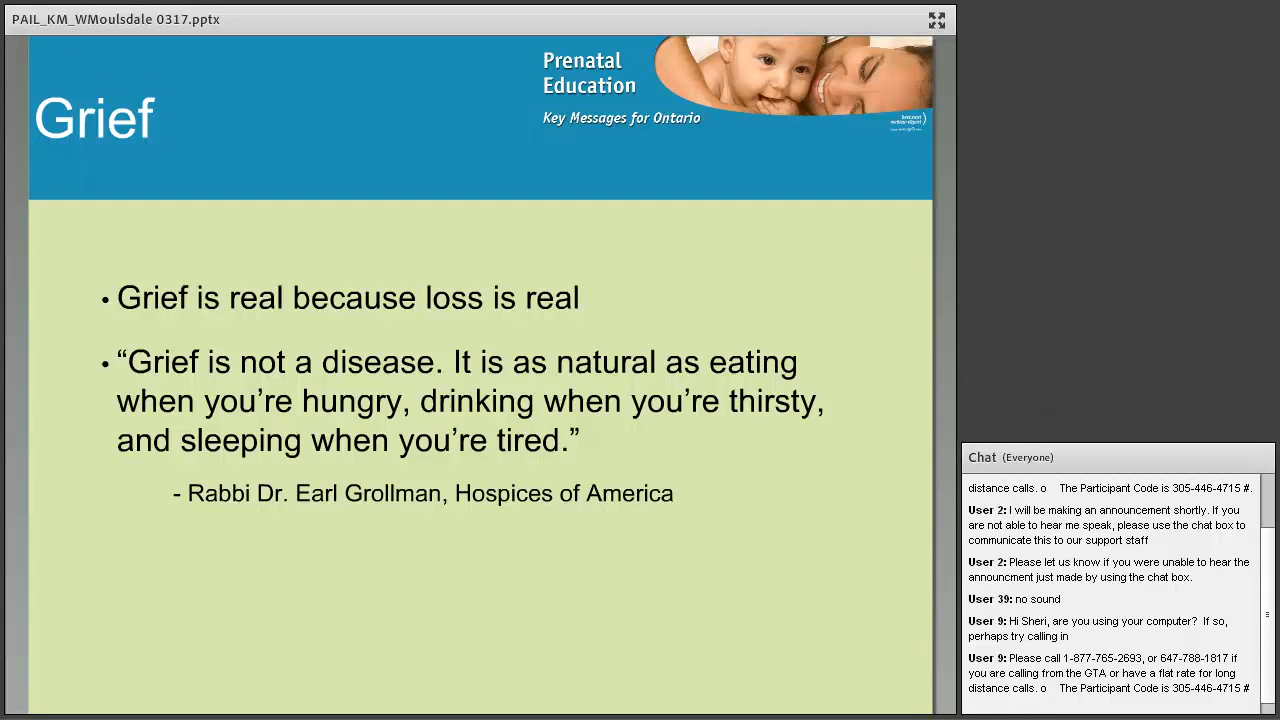 PAIL_KM_WMoulsdale 0317.pptx
Prenatal
Education
Key Messages for Ontario
Grief
• Grief is real because loss is real
• “Grief is not a disease. It is as natural as eating
when you’re hungry, drinking when you’re thirsty,
and sleeping when you’re tired.”
- Rabbi Dr. Earl Grollman, Hospices of America
Chat (Everyone)
distance calls. o The Participant Code is 305-446-4715 #.
User 2: I will be making an announcement shortly. If you
are not able to hear me speak, please use the chat box to
communicate this to our support staff
User 2: Please let us know if you were unable to hear the
announcment just made by using the chat box.
User 39: no sound
User 9: Hi Sheri, are you using your computer? If so,
perhaps try calling in
User 9: Please call 1-877-765-2693, or 647-788-1817 if
you are calling from the GTA or have a flat rate for long
distance calls. o The Participant Code is 305-446-4715 #